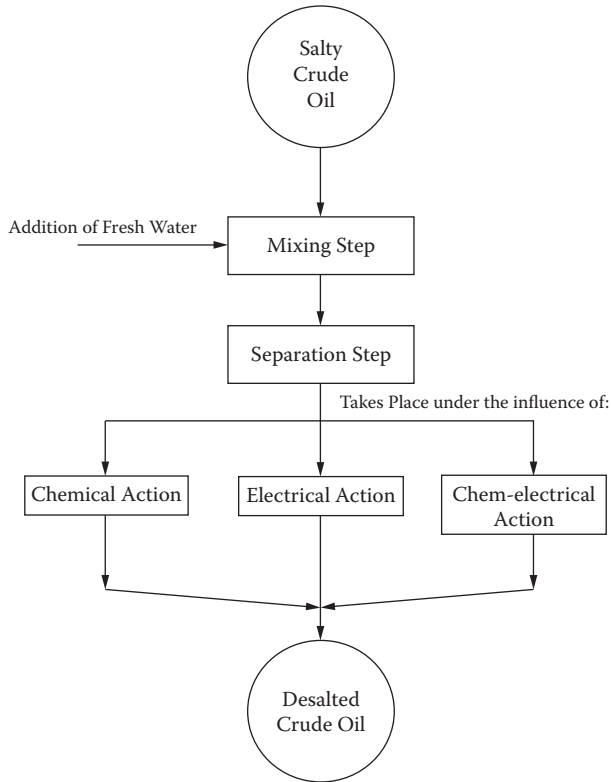 Salty
Crude
Oil
Addition of Fresh Water
Mixing Step
Separation Step
Takes Place under the influence of:
Chemical Action
Electrical Action
Chem-electrical
Action
Desalted
Crude Oil